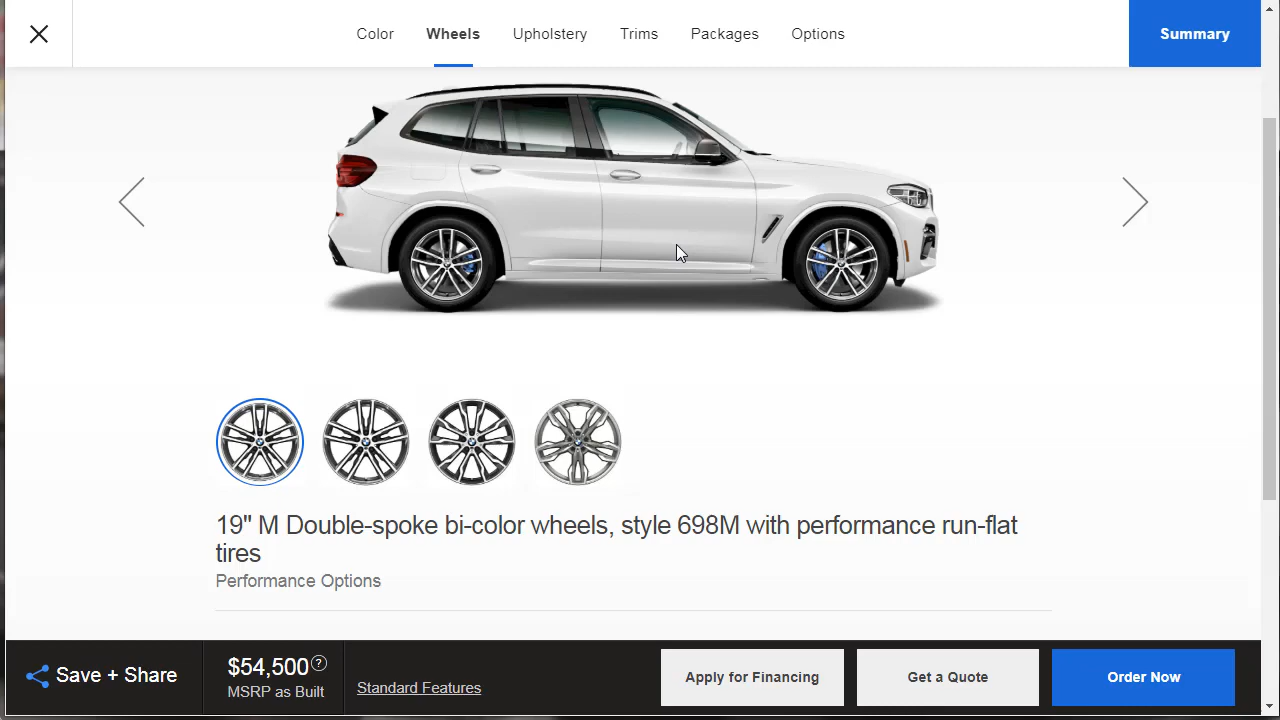 Color
Wheels
Upholstery
Trims
Packages
Options
Summary
19" M Double-spoke bi-color wheels, style 698M with performance run-flat
tires
Performance Options
Save + Share
$54,500 ?
MSRP as Built
Standard Features
Apply for Financing
Get a Quote
Order Now